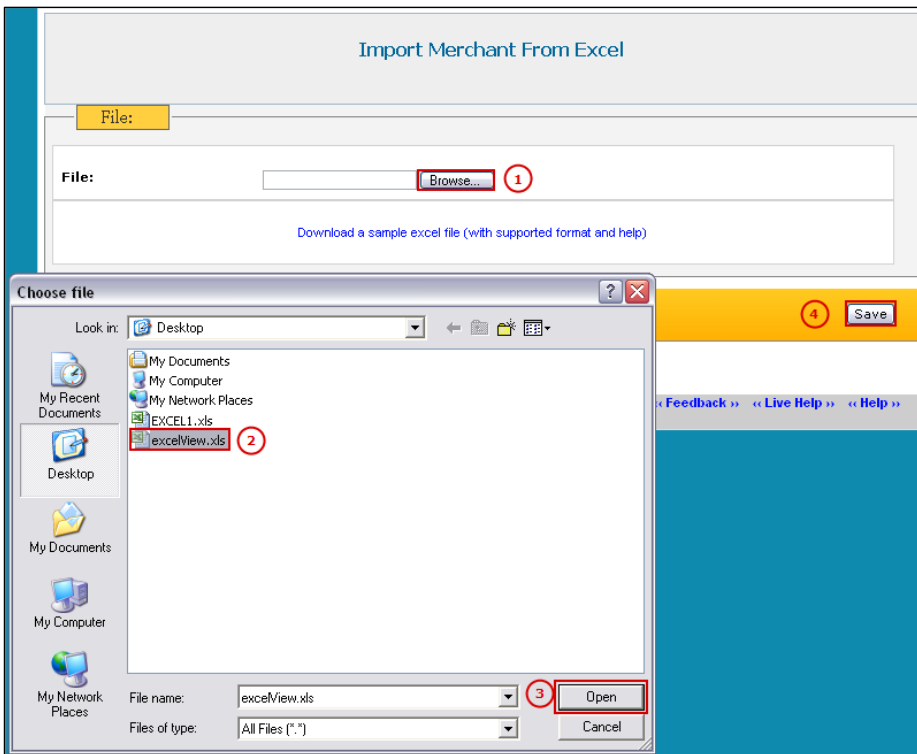 Import Merchant From Excel
File:
File:
Browse...
1
Download a sample excel file (with supported format and help)
Choose file
4
Save
Look in:
Desktop
My Recent
Documents
Desktop
My Documents
My Computer
My Network
Places
My Documents
My Computer
My Network Places
EXCEL1.xls
excelView.xls
2
‹ Feedback ›› ‹‹ Live Help ›› ‹‹ Help ››
File name:
excelView.xls
3
Open
Files of type:
All Files (*.*)
Cancel